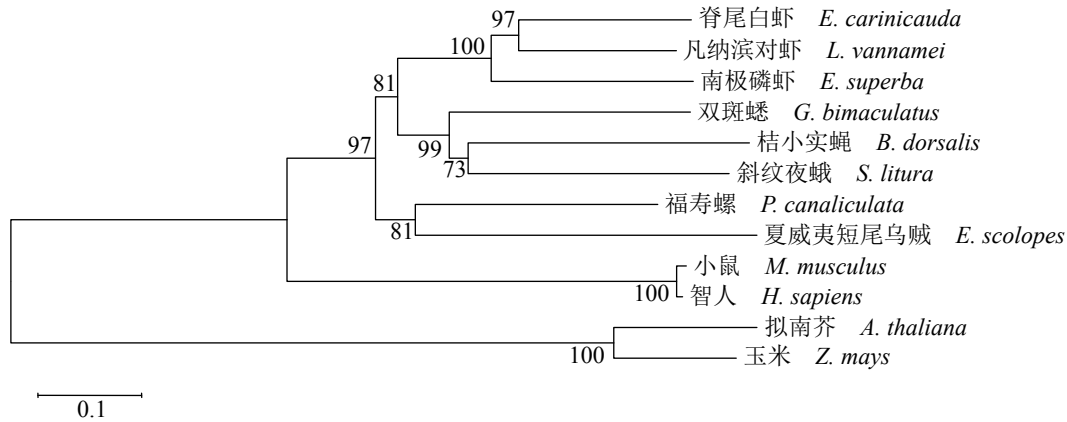 97
脊尾白虾 E. carinicauda
100
凡纳滨对虾 L. vannamei
81
南极磷虾 E. superba
双斑蟋 G. bimaculatus
97
99
桔小实蝇 B. dorsalis
73
斜纹夜蛾 S. litura
福寿螺 P. canaliculata
81
夏威夷短尾乌贼 E. scolopes
小鼠 M. musculus
100
智人 H. sapiens
拟南芥 A. thaliana
100
玉米 Z. mays
0.1